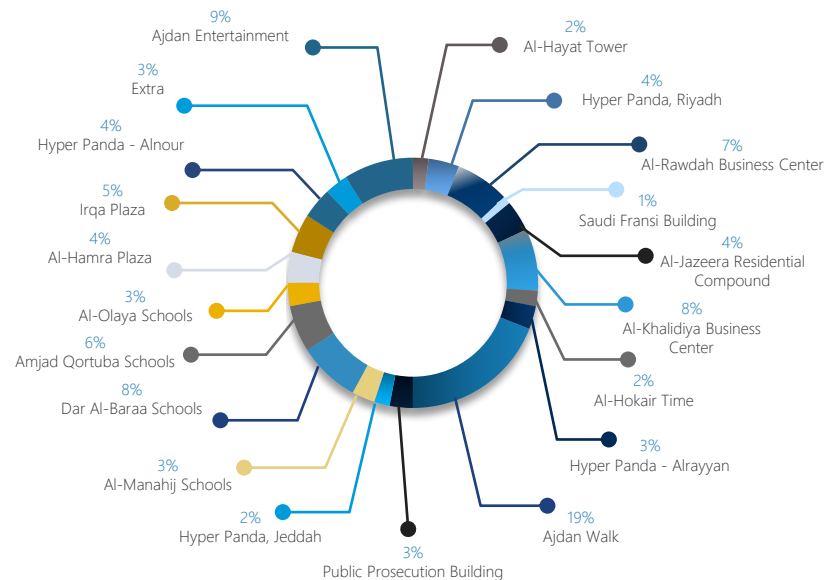 9%
Ajdan Entertainment
2%
Al-Hayat Tower
3%
Extra
4%
Hyper Panda, Riyadh
4%
Hyper Panda - Alnour
7%
Al-Rawdah Business Center
5%
Irqa Plaza
1%
Saudi Fransi Building
4%
Al-Hamra Plaza
4%
Al-Jazeera Residential
Compound
3%
Al-Olaya Schools
8%
Al-Khalidiya Business
Center
6%
Amjad Qortuba Schools
2%
Al-Hokair Time
8%
Dar Al-Baraa Schools
3%
Hyper Panda - Alrayyan
3%
Al-Manahij Schools
19%
Ajdan Walk
2%
Hyper Panda, Jeddah
3%
Public Prosecution Building